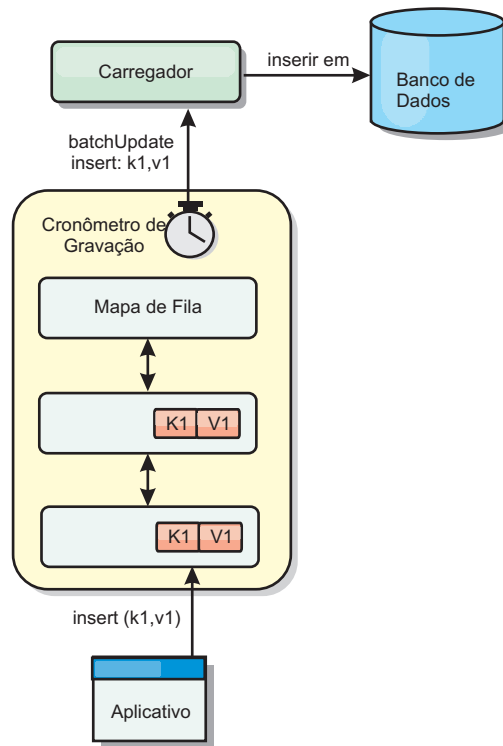 Carregador
inserir em
Banco de
Dados
batchUpdate
insert: k1,v1
Cronômetro de
Gravação
Mapa de Fila
K1 V1
K1 V1
insert (k1,v1)
Aplicativo